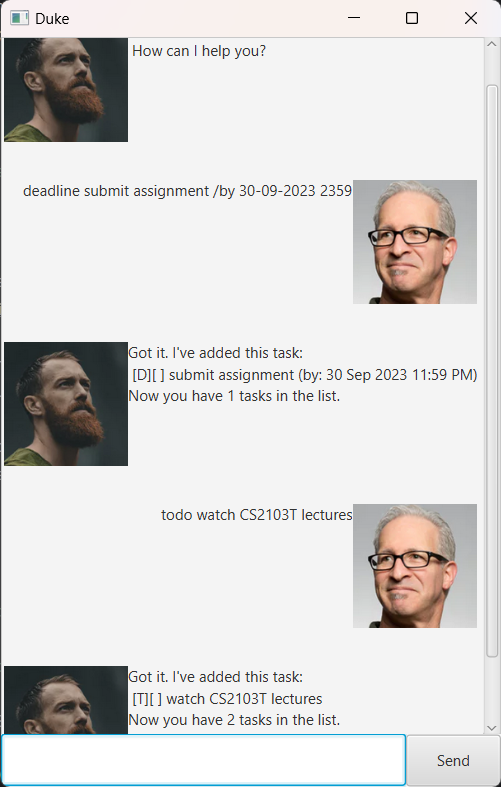 Duke
How can I help you?
deadline submit assignment /by 30-09-2023 2359
Got it. I've added this task:
[D][ ] submit assignment (by: 30 Sep 2023 11:59 PM)
Now you have 1 tasks in the list.
todo watch CS2103T lectures
Got it. I've added this task:
[T][ ] watch CS2103T lectures
Now you have 2 tasks in the list.
Send